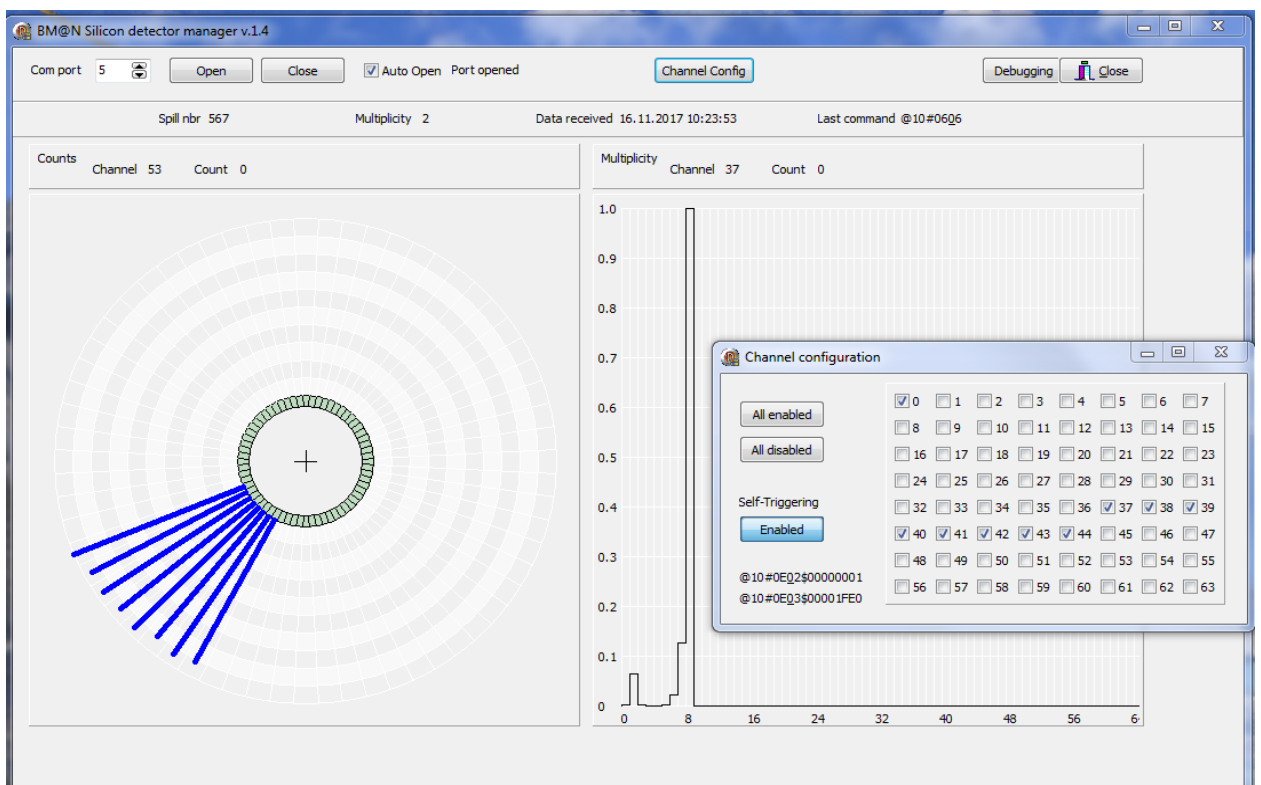 BM@N Silicon detector manager v.1.4
Com port 5 Open Close Auto Open Port opened Channel Config Debugging Close
Spill nbr 567 Multiplicity 2 Data received 16.11.2017 10:23:53 Last command @10#0606
Counts Channel 53 Count 0
Multiplicity Channel 37 Count 0
1.0
0.9
0.8
0.7
0.6
0.5
0.4
0.3
0.2
0.1
0
0 8 16 24 32 40 48 56 6
Channel configuration
All enabled
All disabled
Self-Triggering
Enabled
@10#0E02$00000001
@10#0E03$00001FE0
0 1 2 3 4 5 6 7
8 9 10 11 12 13 14 15
16 17 18 19 20 21 22 23
24 25 26 27 28 29 30 31
32 33 34 35 36 37 38 39
40 41 42 43 44 45 46 47
48 49 50 51 52 53 54 55
56 57 58 59 60 61 62 63